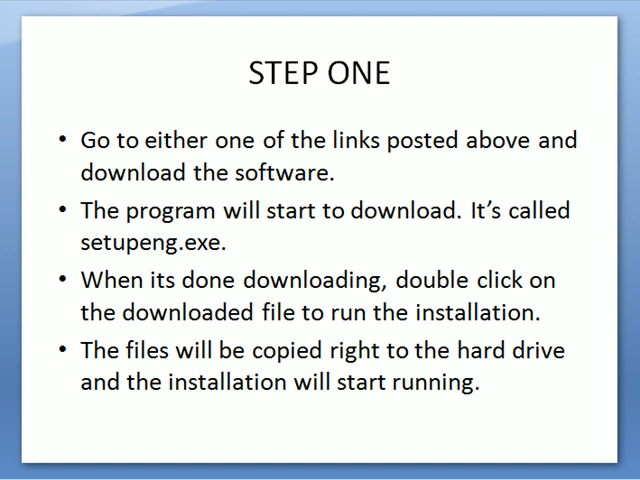 STEP ONE
• Go to either one of the links posted above and
download the software.
• The program will start to download. It’s called
setupeng.exe.
• When its done downloading, double click on
the downloaded file to run the installation.
• The files will be copied right to the hard drive
and the installation will start running.